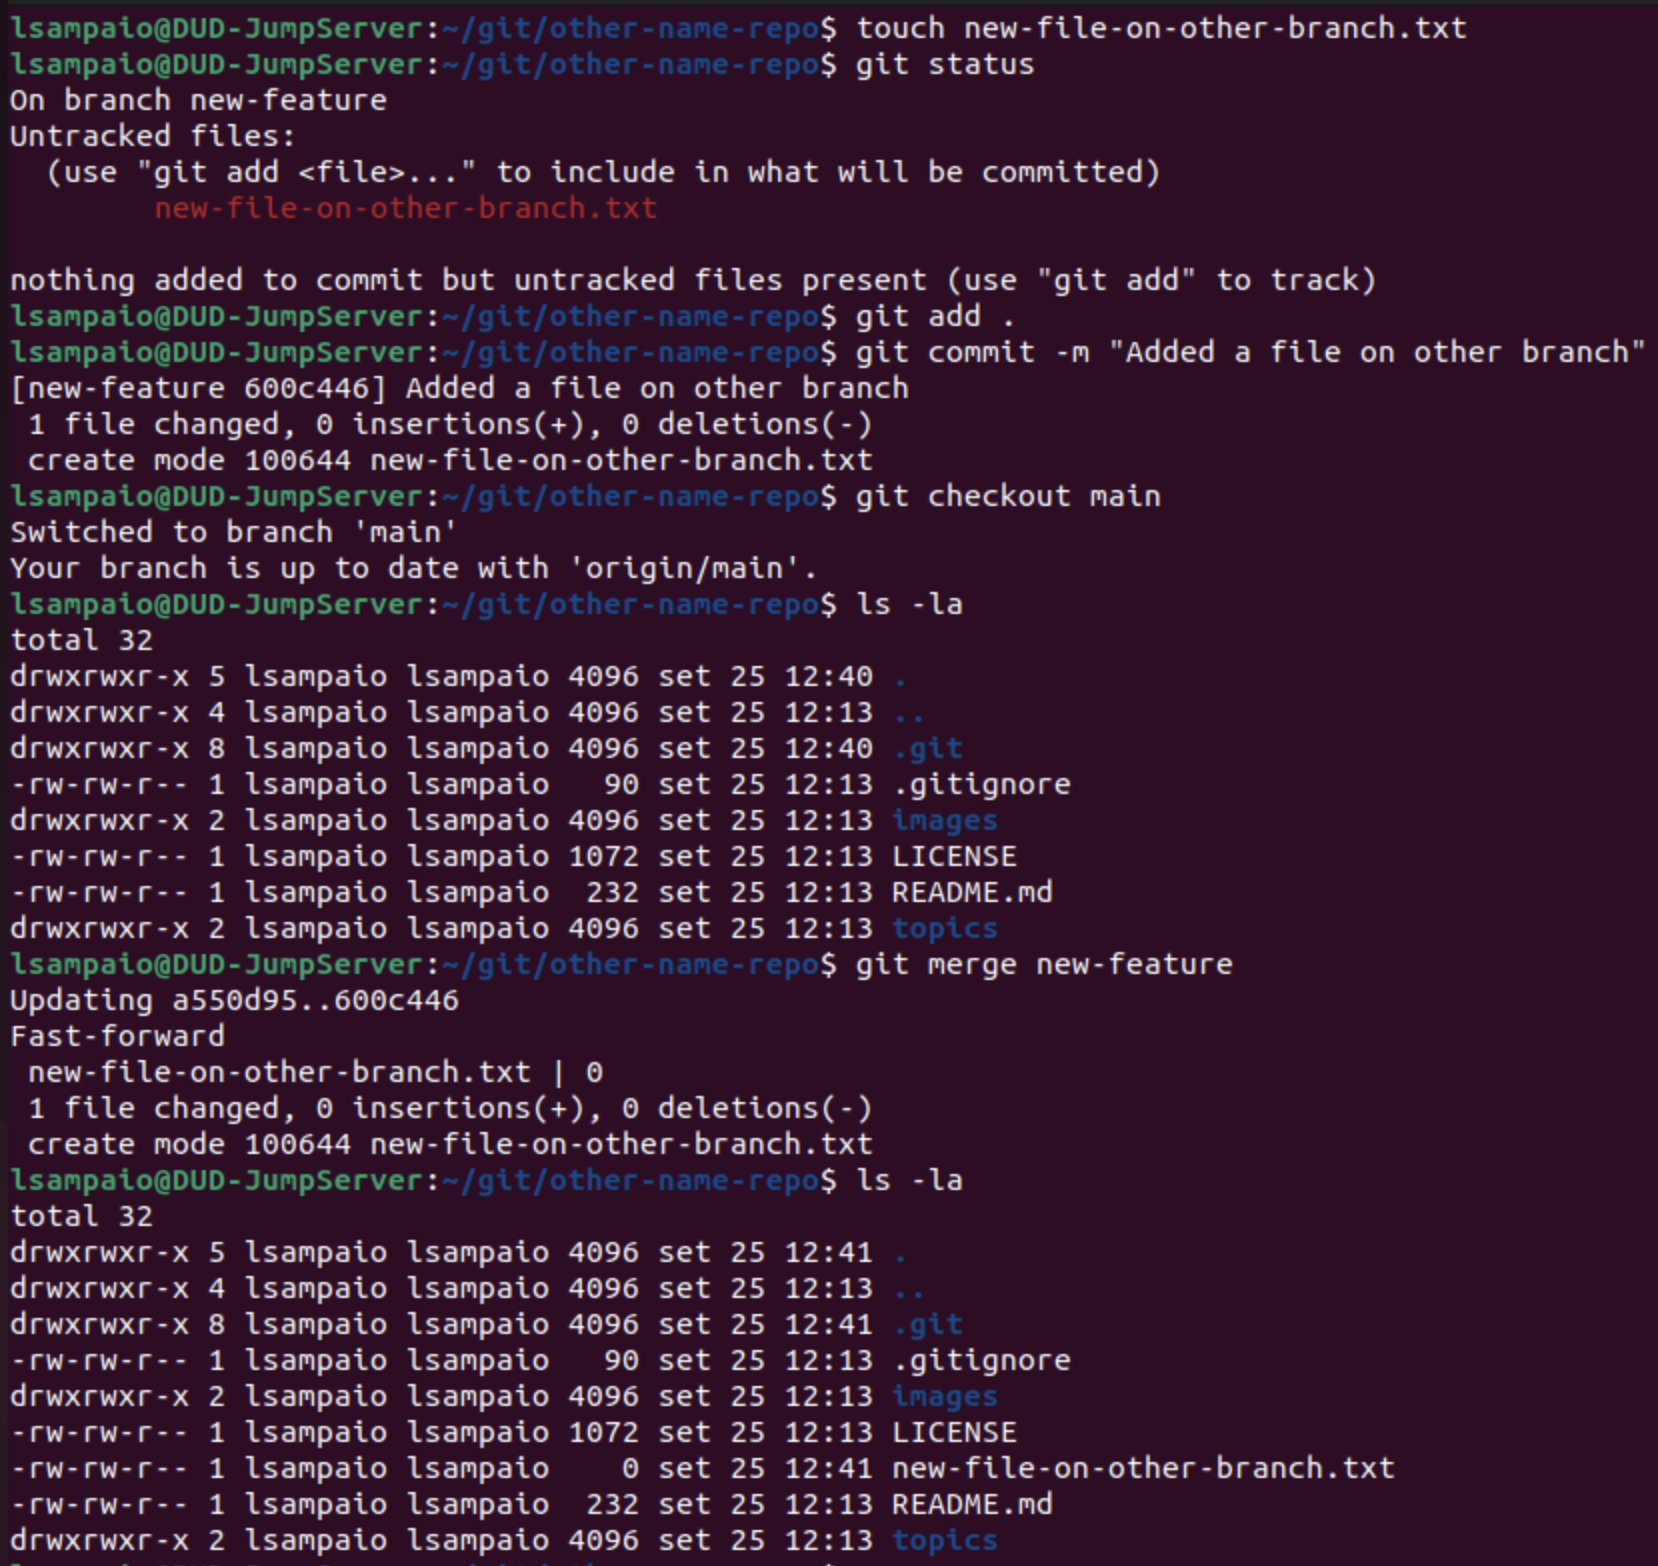 lsampaio@DUD-JumpServer:~/git/other-name-repo$ touch new-file-on-other-branch.txt
lsampaio@DUD-JumpServer:~/git/other-name-repo$ git status
On branch new-feature
Untracked files:
  (use "git add <file>..." to include in what will be committed)
        new-file-on-other-branch.txt

nothing added to commit but untracked files present (use "git add" to track)
lsampaio@DUD-JumpServer:~/git/other-name-repo$ git add .
lsampaio@DUD-JumpServer:~/git/other-name-repo$ git commit -m "Added a file on other branch"
[new-feature 600c446] Added a file on other branch
 1 file changed, 0 insertions(+), 0 deletions(-)
 create mode 100644 new-file-on-other-branch.txt
lsampaio@DUD-JumpServer:~/git/other-name-repo$ git checkout main
Switched to branch 'main'
Your branch is up to date with 'origin/main'.
lsampaio@DUD-JumpServer:~/git/other-name-repo$ ls -la
total 32
drwxrwxr-x 5 lsampaio lsampaio 4096 set 25 12:40 .
drwxrwxr-x 4 lsampaio lsampaio 4096 set 25 12:13 ..
drwxrwxr-x 8 lsampaio lsampaio 4096 set 25 12:40 .git
-rw-rw-r-- 1 lsampaio lsampaio   90 set 25 12:13 .gitignore
drwxrwxr-x 2 lsampaio lsampaio 4096 set 25 12:13 images
-rw-rw-r-- 1 lsampaio lsampaio 1072 set 25 12:13 LICENSE
-rw-rw-r-- 1 lsampaio lsampaio  232 set 25 12:13 README.md
drwxrwxr-x 2 lsampaio lsampaio 4096 set 25 12:13 topics
lsampaio@DUD-JumpServer:~/git/other-name-repo$ git merge new-feature
Updating a550d95..600c446
Fast-forward
 new-file-on-other-branch.txt | 0
 1 file changed, 0 insertions(+), 0 deletions(-)
 create mode 100644 new-file-on-other-branch.txt
lsampaio@DUD-JumpServer:~/git/other-name-repo$ ls -la
total 32
drwxrwxr-x 5 lsampaio lsampaio 4096 set 25 12:41 .
drwxrwxr-x 4 lsampaio lsampaio 4096 set 25 12:13 ..
drwxrwxr-x 8 lsampaio lsampaio 4096 set 25 12:41 .git
-rw-rw-r-- 1 lsampaio lsampaio   90 set 25 12:13 .gitignore
drwxrwxr-x 2 lsampaio lsampaio 4096 set 25 12:13 images
-rw-rw-r-- 1 lsampaio lsampaio 1072 set 25 12:13 LICENSE
-rw-rw-r-- 1 lsampaio lsampaio    0 set 25 12:41 new-file-on-other-branch.txt
-rw-rw-r-- 1 lsampaio lsampaio  232 set 25 12:13 README.md
drwxrwxr-x 2 lsampaio lsampaio 4096 set 25 12:13 topics